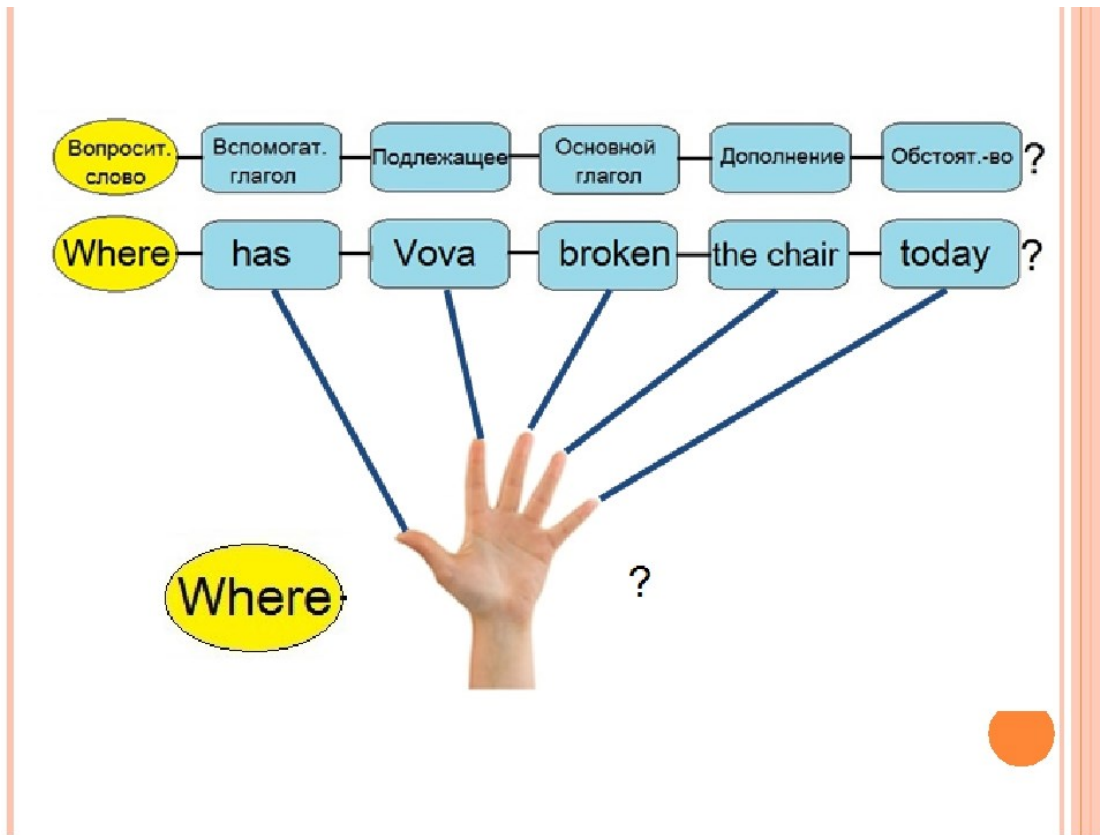 Вопросит. слово Вспомогат. глагол Подлежащее Основной глагол Дополнение Обстоят.-во ?
Where has Vova broken the chair today ?
Where ?